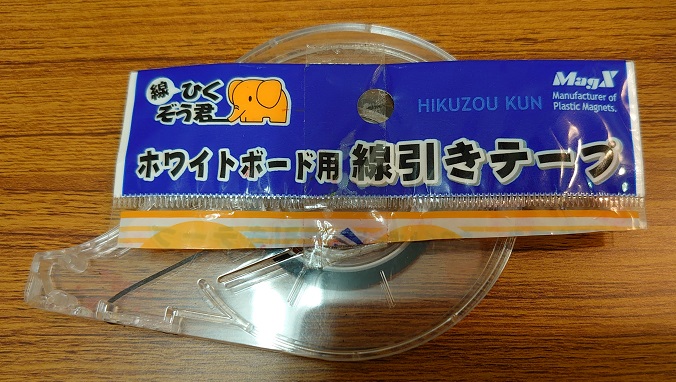 線ひく
ぞう君
MagX
Manufacturer of
Plastic Magnets.
HIKUZOU KUN
ホワイトボード用 線引きテープ